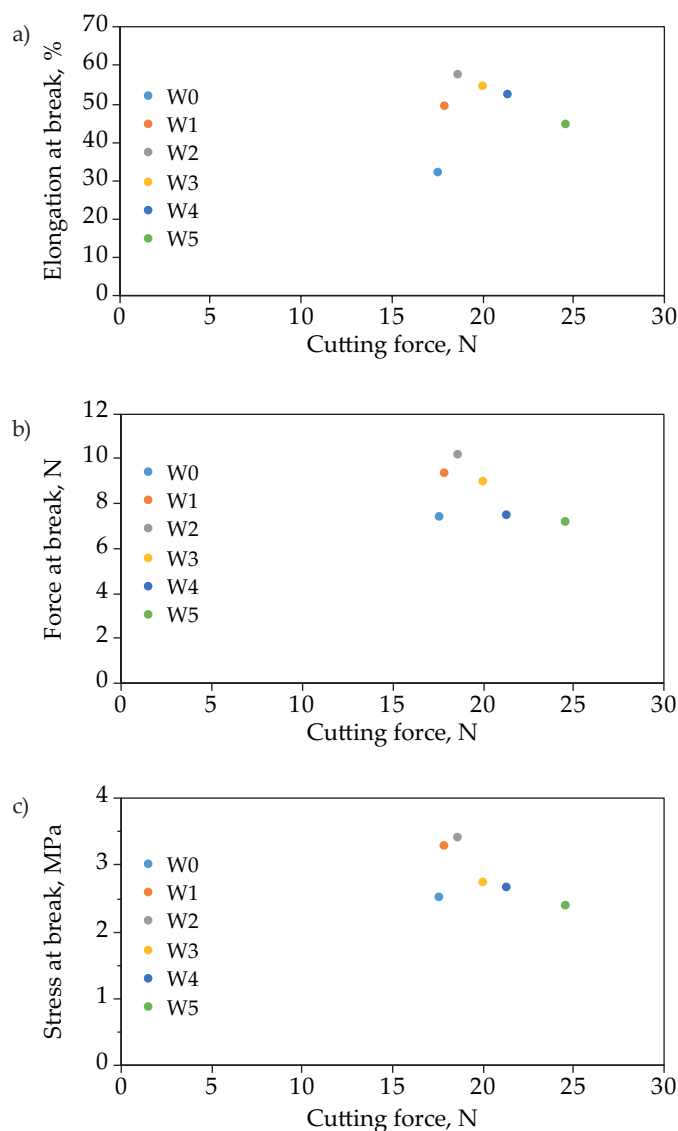 a)
Elongation at break, %
70
60
50
40
30
20
10
0
W0
W1
W2
W3
W4
W5
0 5 10 15 20 25 30
Cutting force, N
b)
Force at break, N
12
10
8
6
4
2
0
W0
W1
W2
W3
W4
W5
0 5 10 15 20 25 30
Cutting force, N
c)
Stress at break, MPa
4
3
2
1
0
W0
W1
W2
W3
W4
W5
0 5 10 15 20 25 30
Cutting force, N